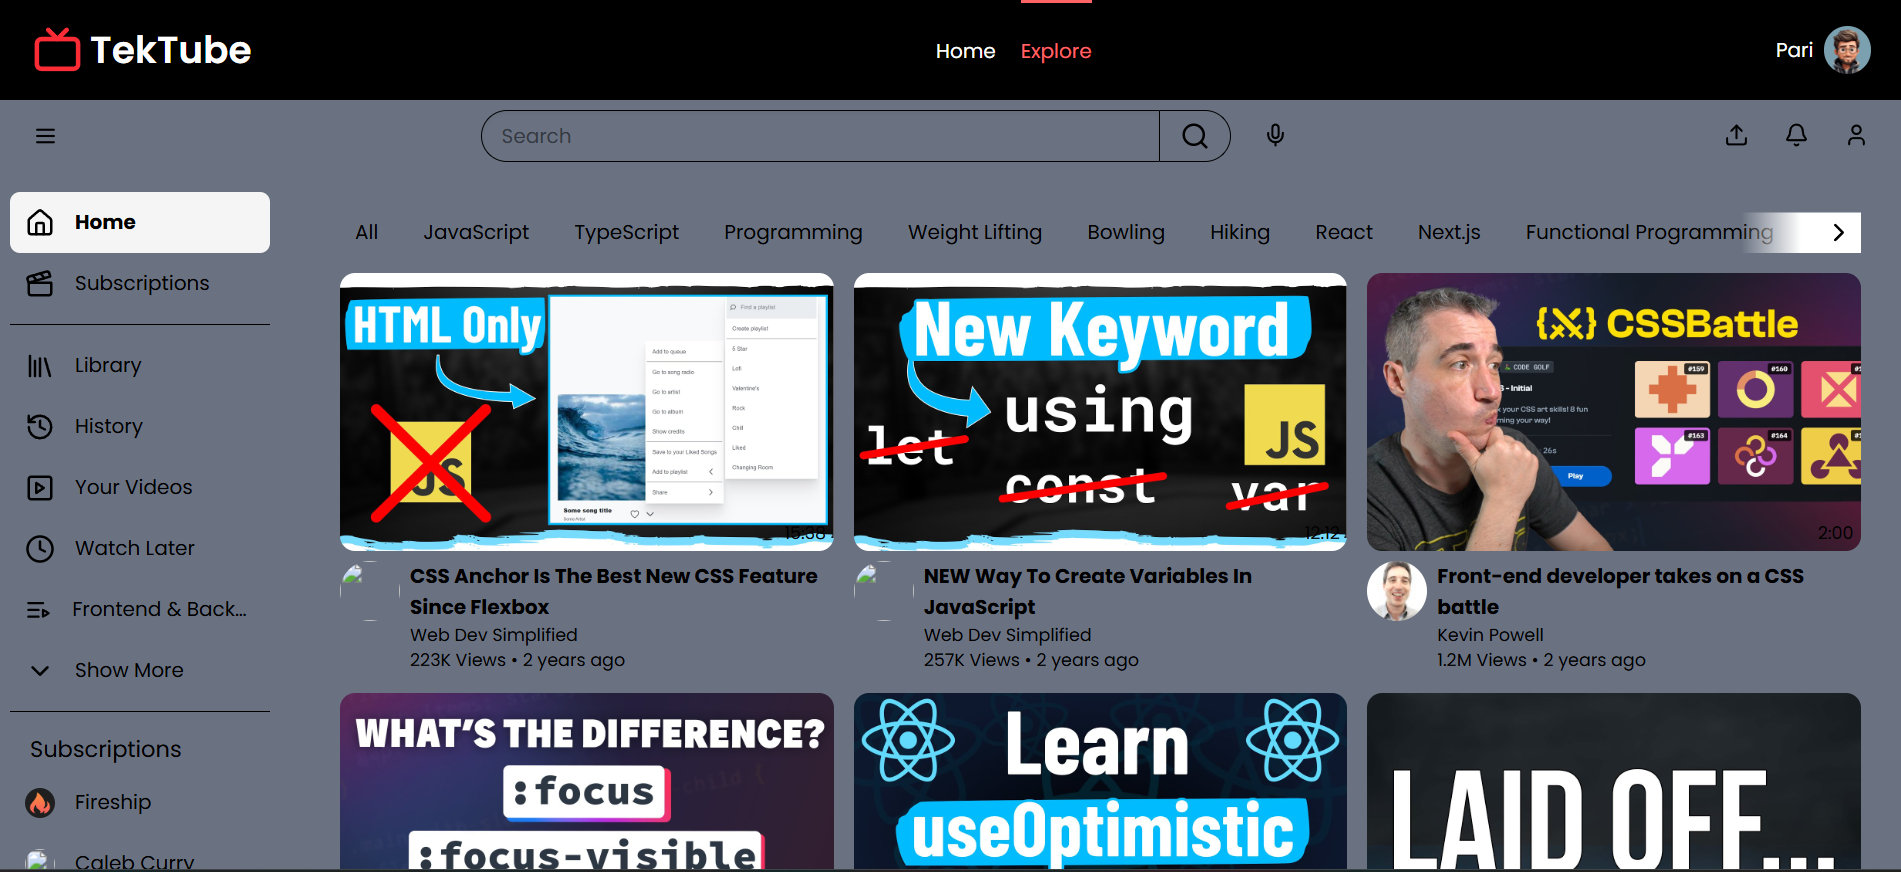 TekTube
Home
Explore
Pari
Search
Home
Subscriptions
Library
History
Your Videos
Watch Later
Frontend & Back...
Show More
Subscriptions
Fireship
Caleb Curry
All
JavaScript
TypeScript
Programming
Weight Lifting
Bowling
Hiking
React
Next.js
Functional Programming
HTML Only
JS
Find a playlist
Create playlist
5 Star
Lofi
Valentine's
Rock
Chill
Liked
Changing Room
Add to queue
Go to song radio
Go to artist
Go to album
Show credits
Save to your Liked Songs
Add to playlist
Share
Some song title
Some Artist
15:38
CSS Anchor Is The Best New CSS Feature
Since Flexbox
Web Dev Simplified
223K Views • 2 years ago
New Keyword
using
let
const
var
JS
12:12
NEW Way To Create Variables In
JavaScript
Web Dev Simplified
257K Views • 2 years ago
{X} CSSBattle
CODE GOLF
- Initial
your CSS art skills! 8 fun
ming your way!
26s
Play
#159
#160
#163
#164
2:00
Front-end developer takes on a CSS
battle
Kevin Powell
1.2M Views • 2 years ago
WHAT'S THE DIFFERENCE?
:focus
:focus-visible
Learn
useOptimistic
LAID OFF...